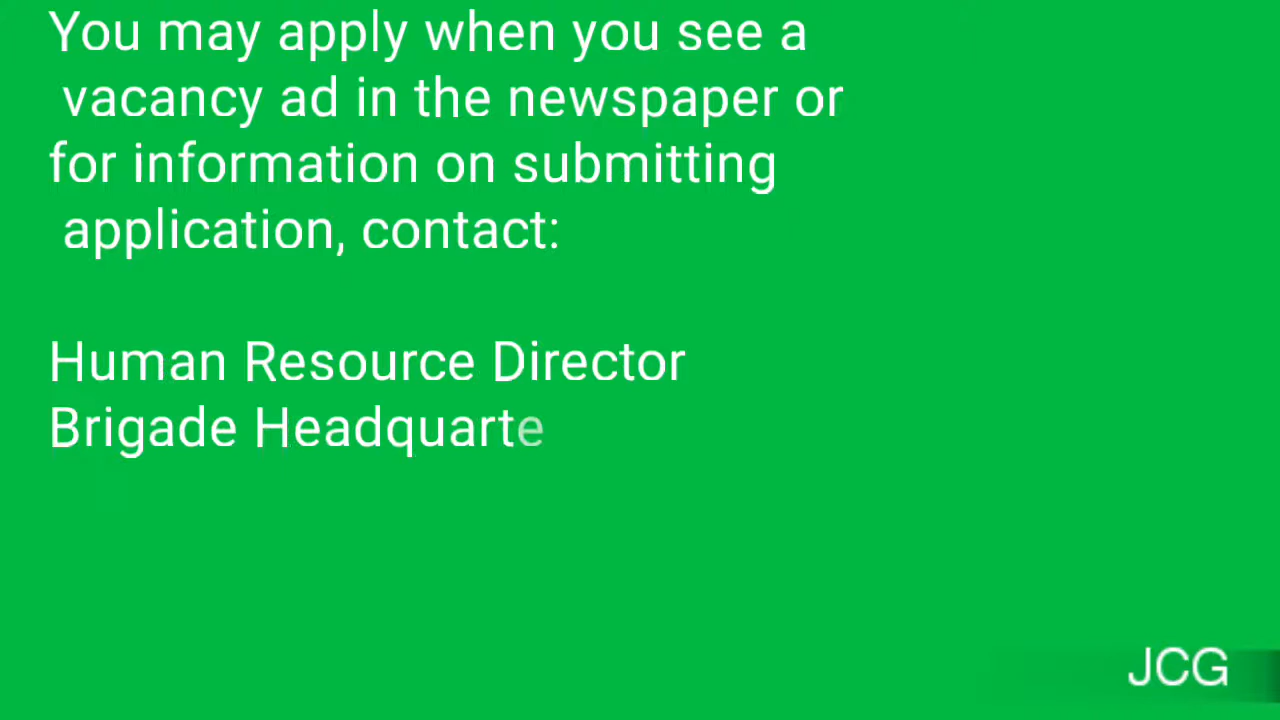 You may apply when you see a
vacancy ad in the newspaper or
for information on submitting
application, contact:
Human Resource Director
Brigade Headquarte
JCG